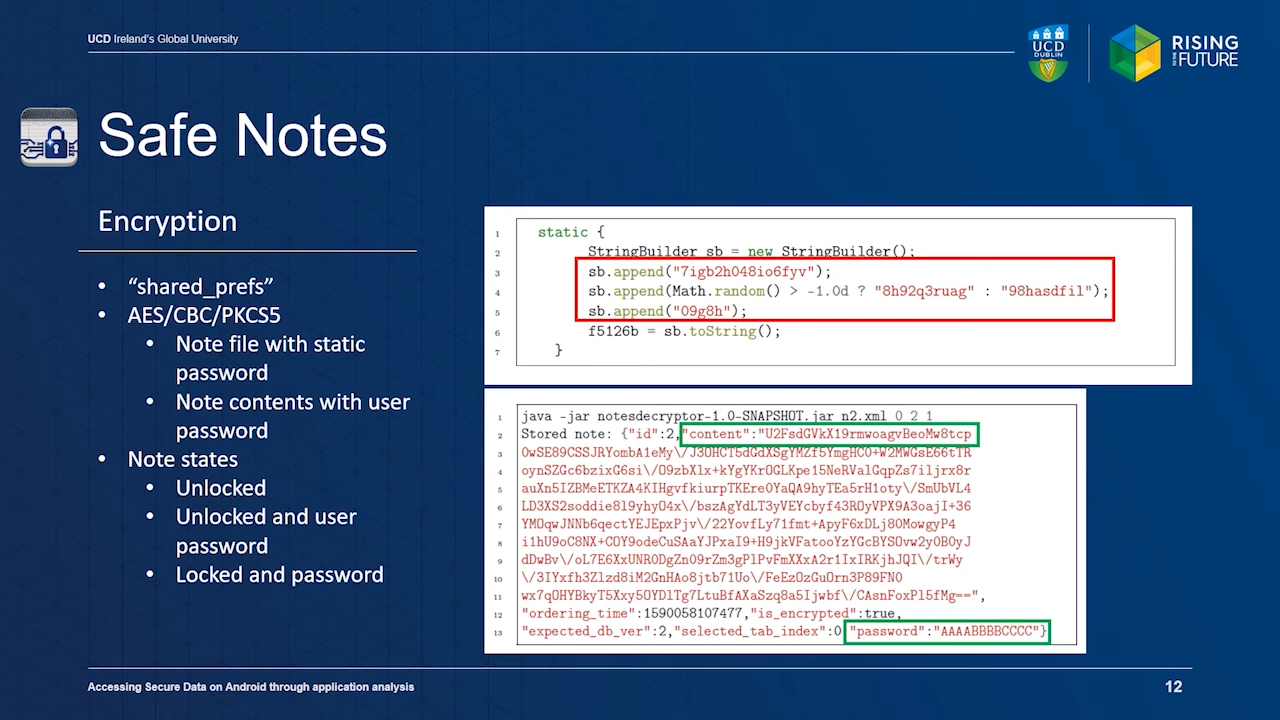 UCD Ireland's Global University
UCD
DUBLIN
RISING
TO THE
FUTURE
Safe Notes
Encryption
• "shared_prefs"
• AES/CBC/PKCS5
• Note file with static
password
• Note contents with user
password
• Note states
• Unlocked
• Unlocked and user
password
• Locked and password
1 static {
2 StringBuilder sb = new StringBuilder();
3 sb.append("7igb2h048io6fyv");
4 sb.append(Math.random() > -1.0d ? "8h92q3ruag" : "98hasdfil");
5 sb.append("09g8h");
6 f5126b = sb.toString();
7 }
1 java -jar notesdecryptor-1.0-SNAPSHOT.jar n2.xml 0 2 1
2 Stored note: {"id":2,"content":"U2FsdGVkX19rmwoagvBeoMw8tcp
3 OwSE89CSSJRYombA1eMy\/J3OHCT5dGdXSgYMZf5YmgHC0+W2MWGsE66tTR
4 oynSZGc6bzixG6si\/O9zbXlx+kYgYKrOGLKpe15NeRValGqpZs7iljrx8r
5 auXn5IZBMeETKZA4KIHgvfkiurpTKEre0YaQA9hyTEa5rH1oty\/SmUbVL4
6 LD3XS2soddie8l9yhyO4x\/bszAgYdLT3yVEYcbyf43ROyVPX9A3oajI+36
7 YMOqwJNNb6qectYEJEpxPjv\/22YovfLy71fmt+ApyF6xDLj80MowgyP4
8 i1hU9oC8NX+COY9odeCuSAaYJPxaI9+H9jkVFatooYzYGcBYSOvw2y0B0yJ
9 dDwBv\/oL7E6XxUNRODgZn09rZm3gPlPvFmXXxA2r1IxIRKjhJQI\/trWy
10 \/3IYxfh3Zlzd8iM2GnHAo8jtb71Uo\/FeEzOzGuOrn3P89FN0
11 wx7qOHYBkyT5Xxy5OYDlTg7LtuBfAXaSzq8a5Ijwbf\/CAsnFoxPl5fMg==",
12 "ordering_time":1590058107477,"is_encrypted":true,
13 "expected_db_ver":2,"selected_tab_index":0,"password":"AAAABBBBCCCC"}
Accessing Secure Data on Android through application analysis
12